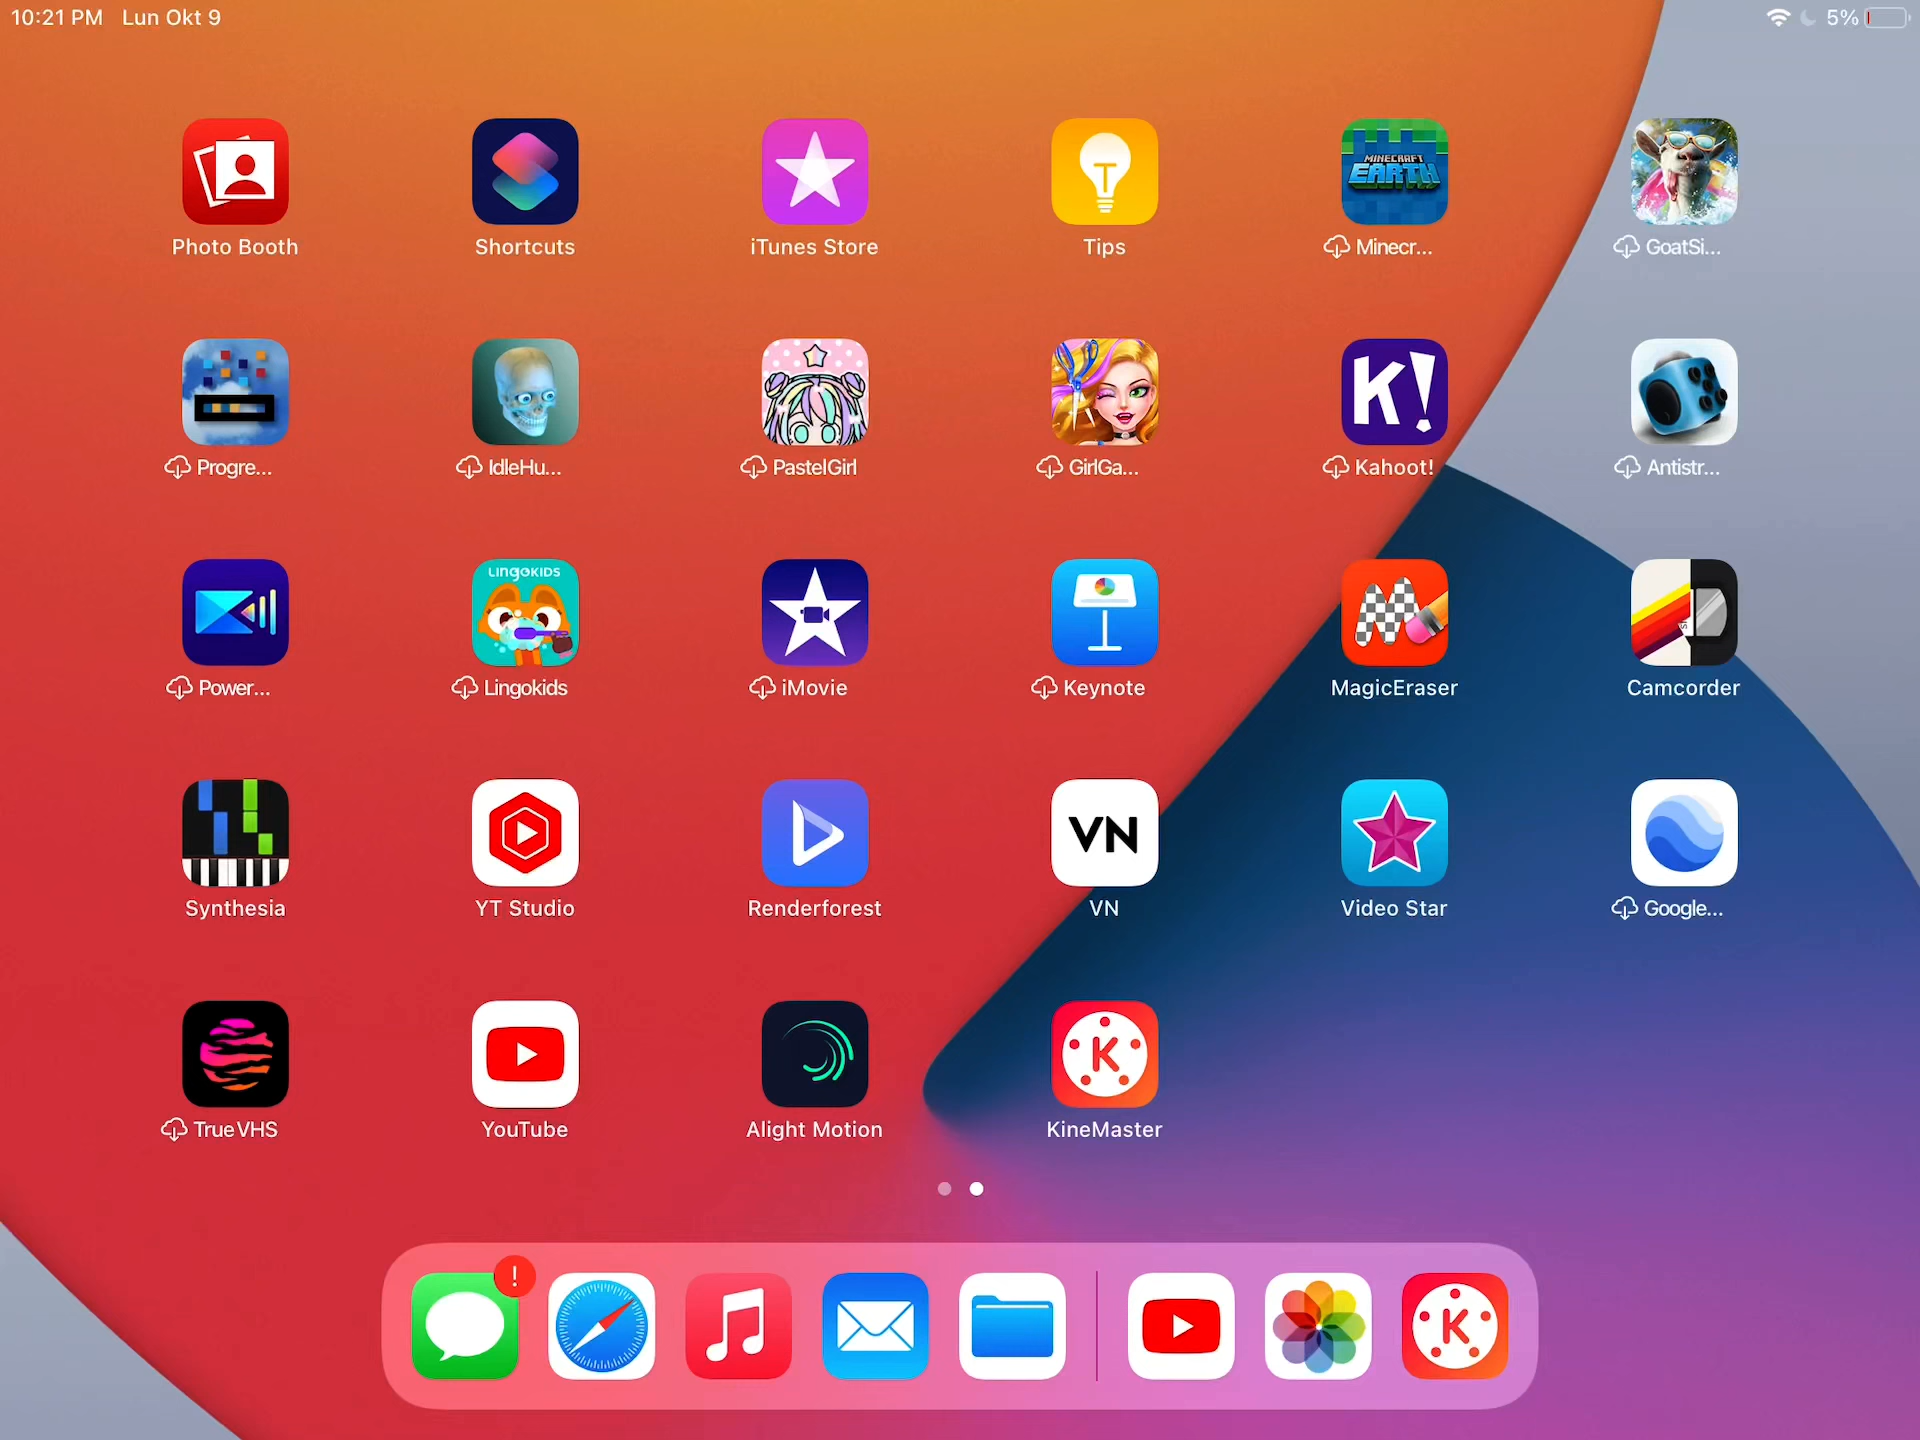 10:21 PM Lun Okt 9
5%
Photo Booth
Shortcuts
iTunes Store
T
Tips
MINECRAFT
EARTH
Minecr...
GoatSi...
Progre...
IdleHu...
PastelGirl
GirlGa...
K!
Kahoot!
Antistr...
Power...
LINGOKIDS
Lingokids
iMovie
Keynote
M
MagicEraser
Camcorder
Synthesia
YT Studio
Renderforest
VN
VN
Video Star
Google...
TrueVHS
YouTube
Alight Motion
K
KineMaster
!
K